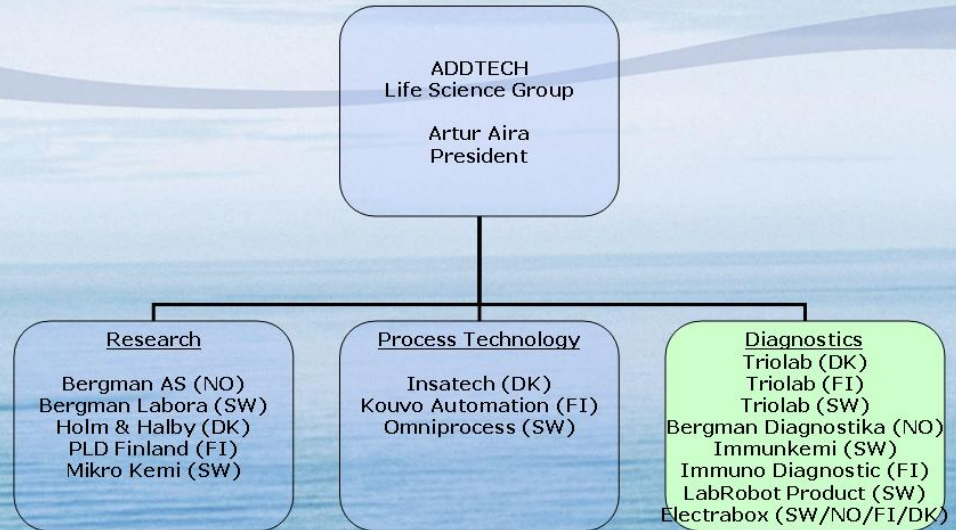 ADDTECH
Life Science Group
Artur Aira
President
Research
Bergman AS (NO)
Bergman Labora (SW)
Holm & Halby (DK)
PLD Finland (FI)
Mikro Kemi (SW)
Process Technology
Insatech (DK)
Kouvo Automation (FI)
Omniprocess (SW)
Diagnostics
Triolab (DK)
Triolab (FI)
Triolab (SW)
Bergman Diagnostika (NO)
Immunkemi (SW)
Immuno Diagnostic (FI)
LabRobot Product (SW)
Electrabox (SW/NO/FI/DK)